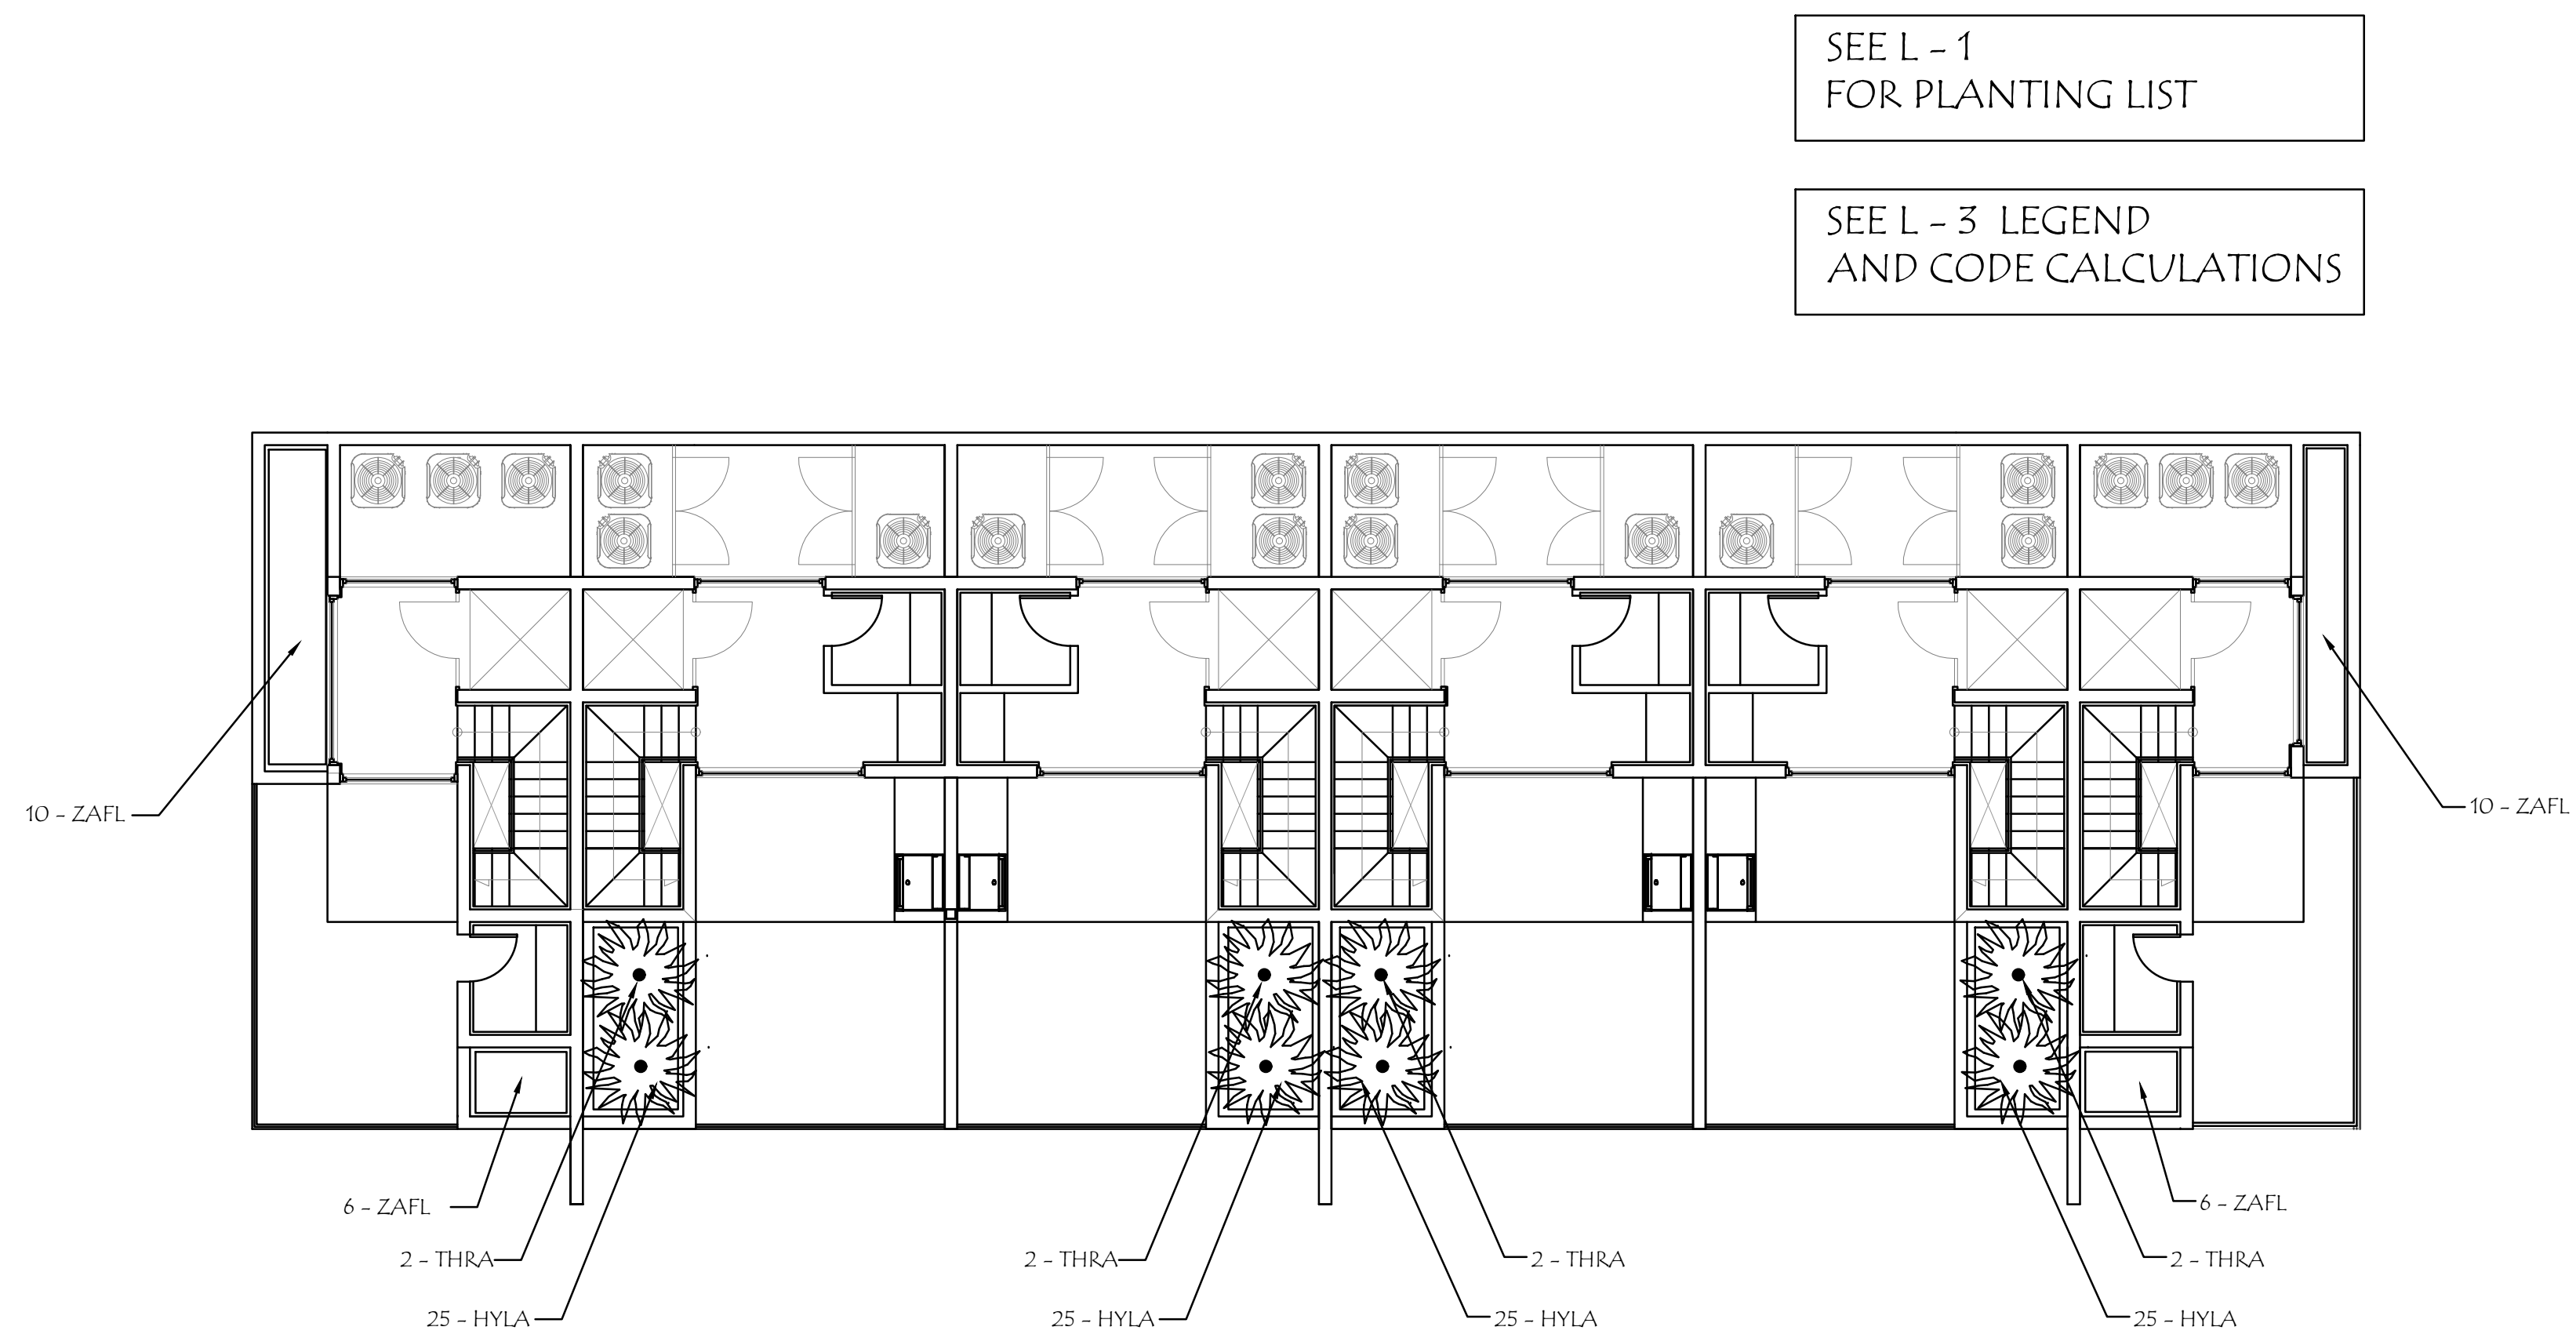 SEE L - 1
FOR PLANTING LIST
SEE L - 3 LEGEND
AND CODE CALCULATIONS
10 - ZAFL
10 - ZAFL
6 - ZAFL
6 - ZAFL
2 - THRA
2 - THRA
2 - THRA
2 - THRA
25 - HYLA
25 - HYLA
25 - HYLA
25 - HYLA